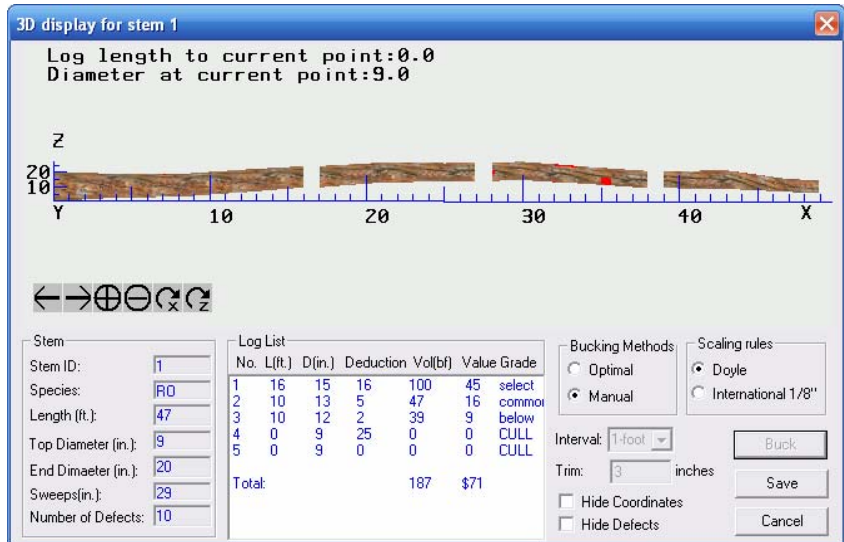 3D display for stem 1
Log length to current point:0.0
Diameter at current point:9.0
Z
20
10
Y 10 20 30 40 X
Stem
Stem ID: 1
Species: RO
Length (ft.): 47
Top Diameter (in.): 9
End Dimaeter (in.): 20
Sweeps(in.): 29
Number of Defects: 10
Log List
No. L(ft.) D(in.) Deduction Vol(bf) Value Grade
1 16 15 16 100 45 select
2 10 13 5 47 16 common
3 10 12 2 39 9 below
4 0 9 25 0 0 CULL
5 0 9 0 0 CULL
Total: 187 $71
Bucking Methods
Optimal
Manual
Scaling rules
Doyle
International 1/8"
Interval: 1-foot
Trim: 3 inches
Hide Coordinates
Hide Defects
Buck
Save
Cancel